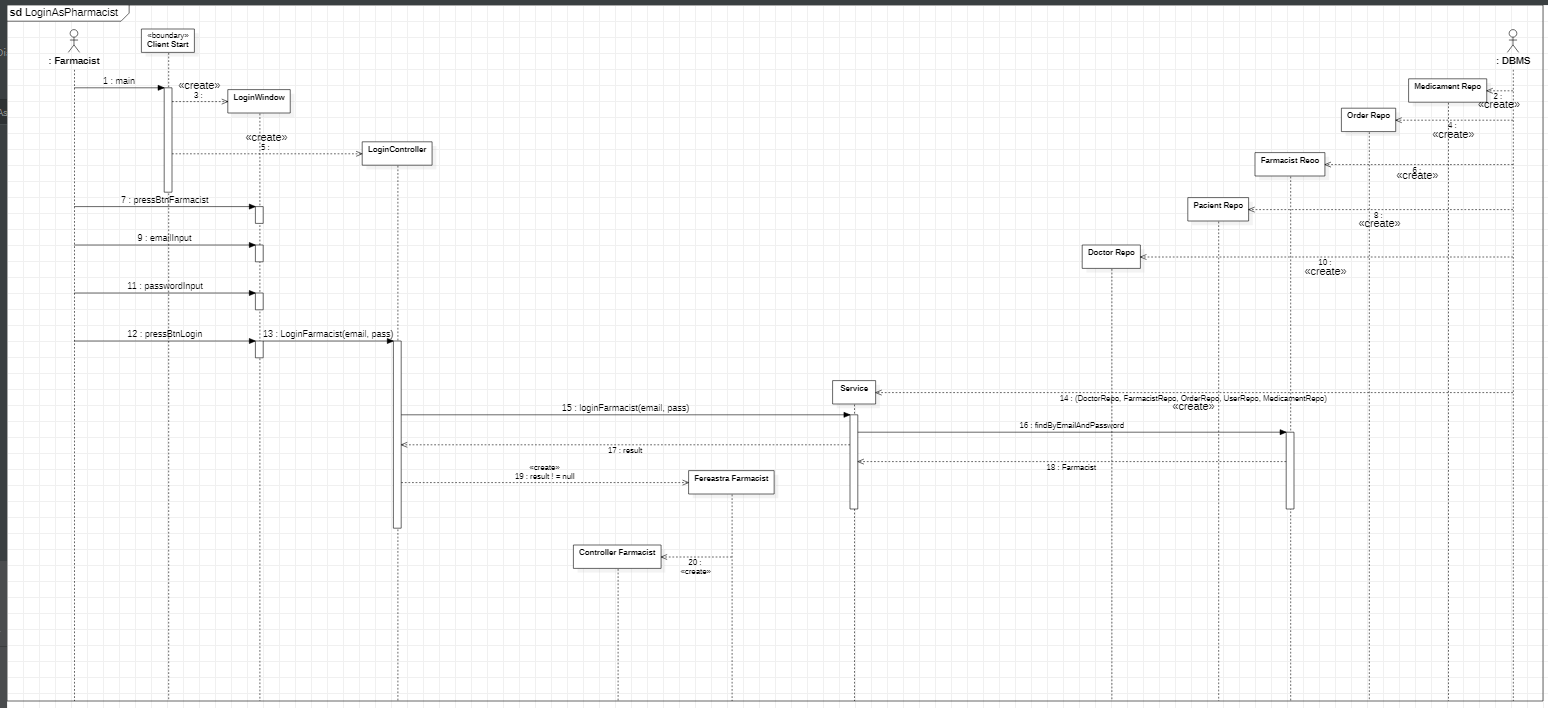 sd LoginAsPharmacist
«boundary»
Client Start
: Farmacist
: DBMS
1 : main
«create»
3 :
LoginWindow
Medicament Repo
2 :
«create»
Order Repo
4 :
«create»
«create»
5 :
LoginController
Farmacist Repo
6 :
«create»
7 : pressBtnFarmacist
Pacient Repo
8 :
«create»
9 : emailInput
Doctor Repo
10 :
«create»
11 : passwordInput
12 : pressBtnLogin
13 : LoginFarmacist(email, pass)
Service
14 : (DoctorRepo, FarmacistRepo, OrderRepo, UserRepo, MedicamentRepo)
«create»
15 : loginFarmacist(email, pass)
16 : findByEmailAndPassword
17 : result
18 : Farmacist
«create»
19 : result ! = null
Fereastra Farmacist
Controller Farmacist
20 :
«create»